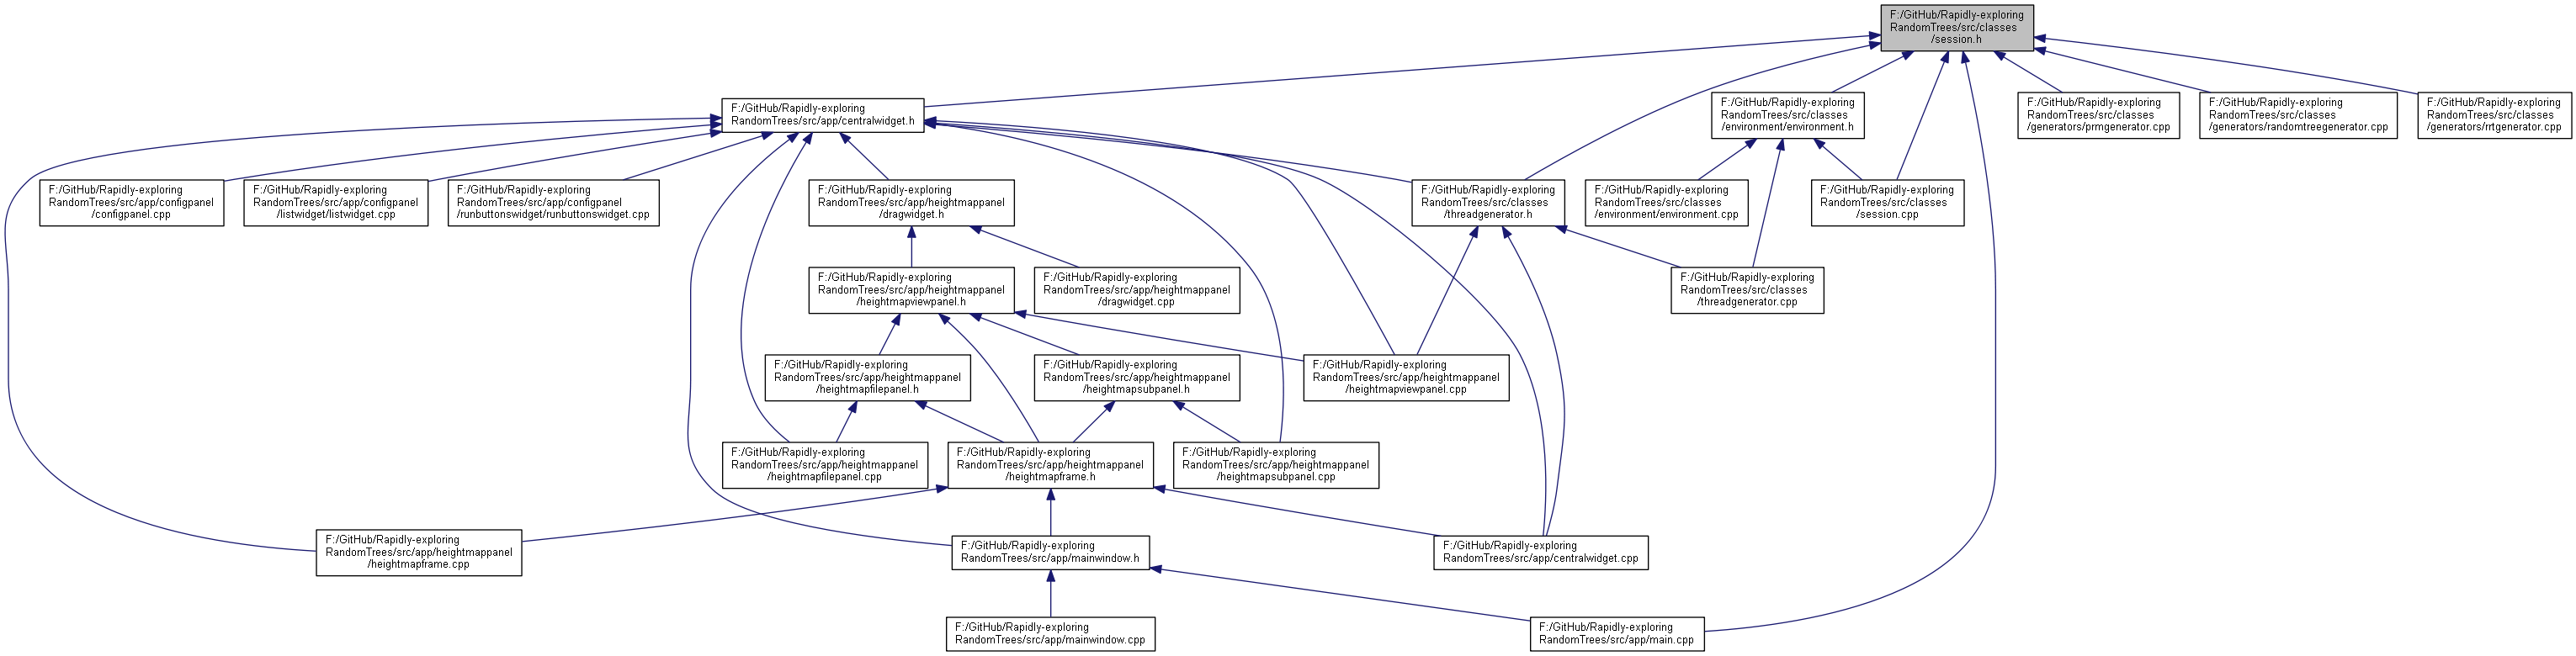 F:/GitHub/Rapidly-exploring
RandomTrees/src/classes
/session.h
F:/GitHub/Rapidly-exploring
RandomTrees/src/app/centralwidget.h
F:/GitHub/Rapidly-exploring
RandomTrees/src/classes
/environment/environment.h
F:/GitHub/Rapidly-exploring
RandomTrees/src/classes
/generators/prmgenerator.cpp
F:/GitHub/Rapidly-exploring
RandomTrees/src/classes
/generators/randomtreegenerator.cpp
F:/GitHub/Rapidly-exploring
RandomTrees/src/classes
/generators/rrtgenerator.cpp
F:/GitHub/Rapidly-exploring
RandomTrees/src/app/configpanel
/configpanel.cpp
F:/GitHub/Rapidly-exploring
RandomTrees/src/app/configpanel
/listwidget/listwidget.cpp
F:/GitHub/Rapidly-exploring
RandomTrees/src/app/configpanel
/runbuttonswidget/runbuttonswidget.cpp
F:/GitHub/Rapidly-exploring
RandomTrees/src/app/heightmappanel
/dragwidget.h
F:/GitHub/Rapidly-exploring
RandomTrees/src/classes
/threadgenerator.h
F:/GitHub/Rapidly-exploring
RandomTrees/src/classes
/environment/environment.cpp
F:/GitHub/Rapidly-exploring
RandomTrees/src/classes
/session.cpp
F:/GitHub/Rapidly-exploring
RandomTrees/src/app/heightmappanel
/heightmapviewpanel.h
F:/GitHub/Rapidly-exploring
RandomTrees/src/app/heightmappanel
/dragwidget.cpp
F:/GitHub/Rapidly-exploring
RandomTrees/src/classes
/threadgenerator.cpp
F:/GitHub/Rapidly-exploring
RandomTrees/src/app/heightmappanel
/heightmapfilepanel.h
F:/GitHub/Rapidly-exploring
RandomTrees/src/app/heightmappanel
/heightmapsubpanel.h
F:/GitHub/Rapidly-exploring
RandomTrees/src/app/heightmappanel
/heightmapviewpanel.cpp
F:/GitHub/Rapidly-exploring
RandomTrees/src/app/heightmappanel
/heightmapfilepanel.cpp
F:/GitHub/Rapidly-exploring
RandomTrees/src/app/heightmappanel
/heightmapframe.h
F:/GitHub/Rapidly-exploring
RandomTrees/src/app/heightmappanel
/heightmapsubpanel.cpp
F:/GitHub/Rapidly-exploring
RandomTrees/src/app/heightmappanel
/heightmapframe.cpp
F:/GitHub/Rapidly-exploring
RandomTrees/src/app/mainwindow.h
F:/GitHub/Rapidly-exploring
RandomTrees/src/app/centralwidget.cpp
F:/GitHub/Rapidly-exploring
RandomTrees/src/app/mainwindow.cpp
F:/GitHub/Rapidly-exploring
RandomTrees/src/app/main.cpp